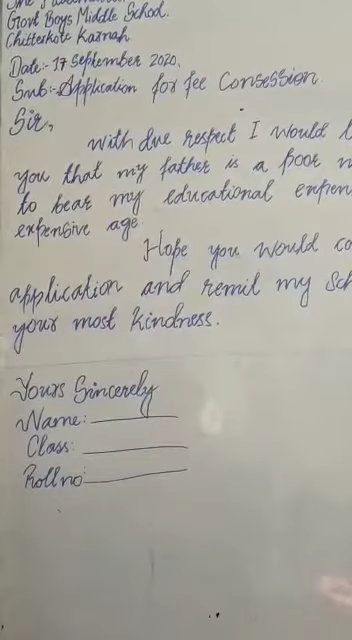 Govt Boys Middle School.
Chitterkote Karnah
Date:- 17 September 2020,
Sub:- Application for fee Consession
Sir,
With due respect I would
you that my father is a poor
to bear my educational
expensive age.
Hope you would
application and remit my
your most kindness.
Yours Sincerely
Name:
Class:
Roll no: